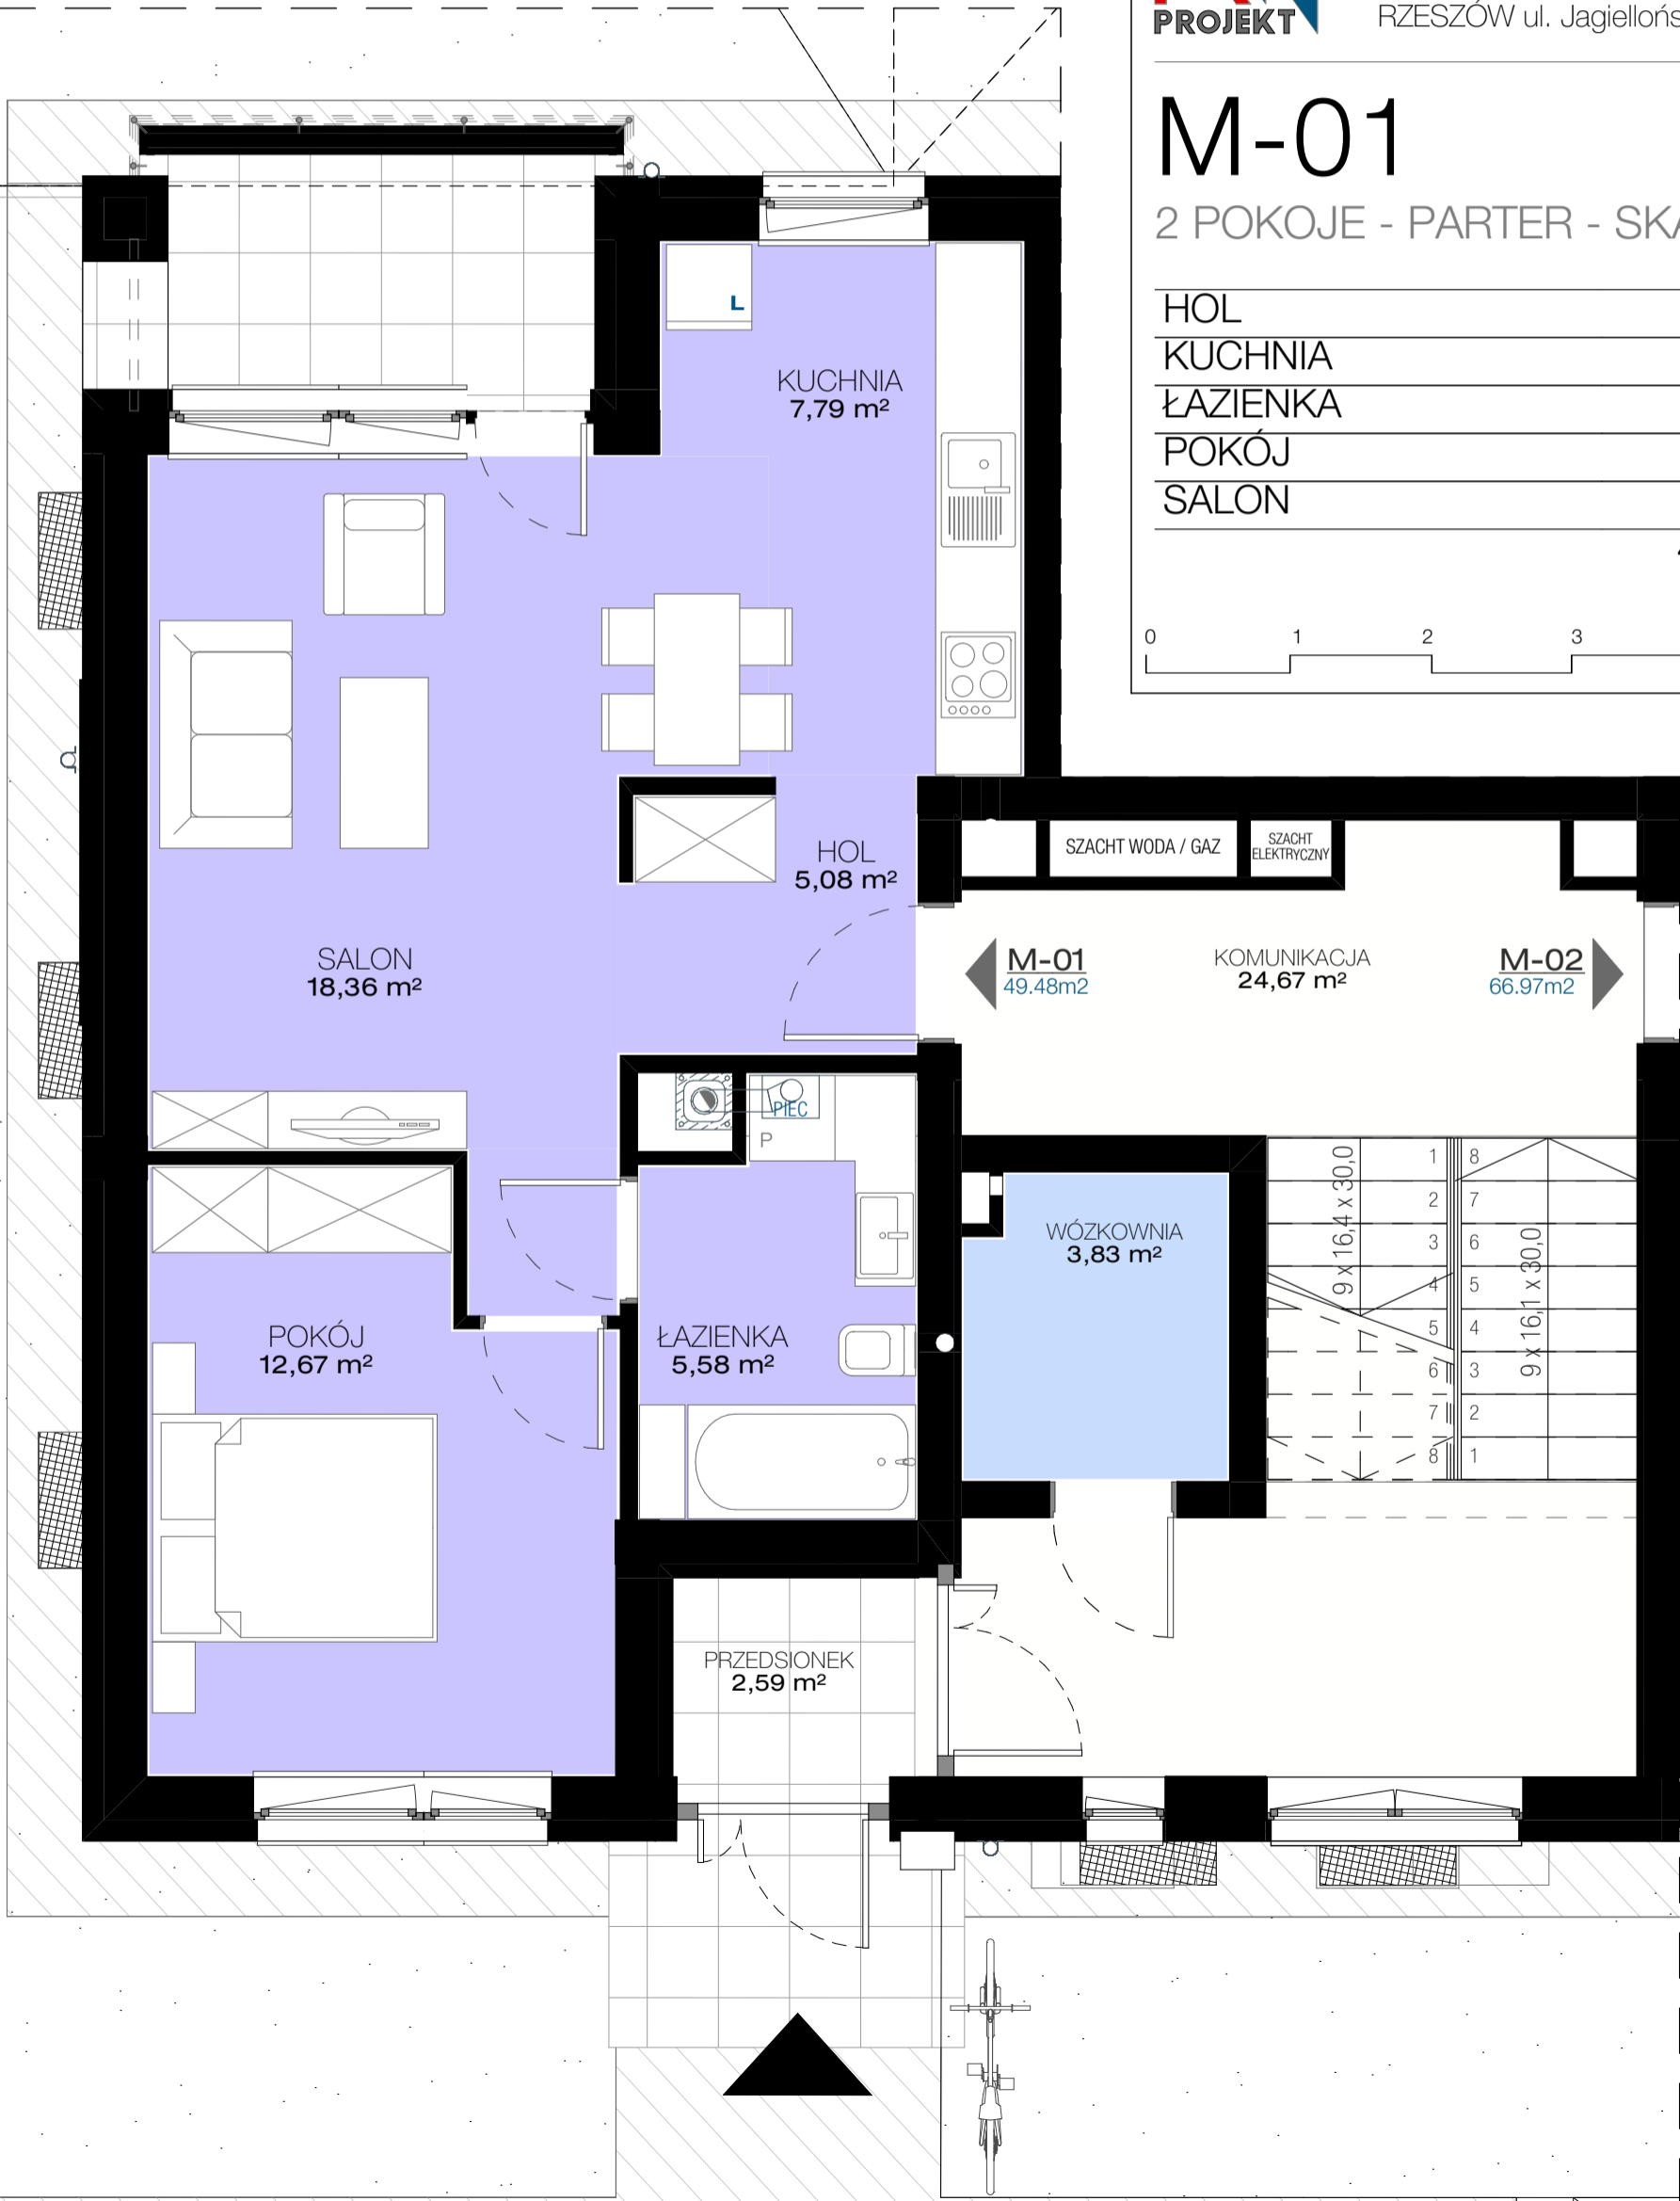 PROJEKT
RZESZÓW ul. Jagiellońs
M-01
2 POKOJE - PARTER - SKA
HOL
KUCHNIA
ŁAZIENKA
POKÓJ
SALON
0 1 2 3
L
KUCHNIA
7,79 m²
HOL
5,08 m²
SZACHT WODA / GAZ
SZACHT
ELEKTRYCZNY
SALON
18,36 m²
M-01
49.48m2
KOMUNIKACJA
24,67 m²
M-02
66.97m2
PIEC
P
WÓZKOWNIA
3,83 m²
9 x 16,4 x 30,0
1 8
2 7
3 6
4 5
5 4
6 3
7 2
8 1
9 x 16,1 x 30,0
POKÓJ
12,67 m²
ŁAZIENKA
5,58 m²
PRZEDSIONEK
2,59 m²